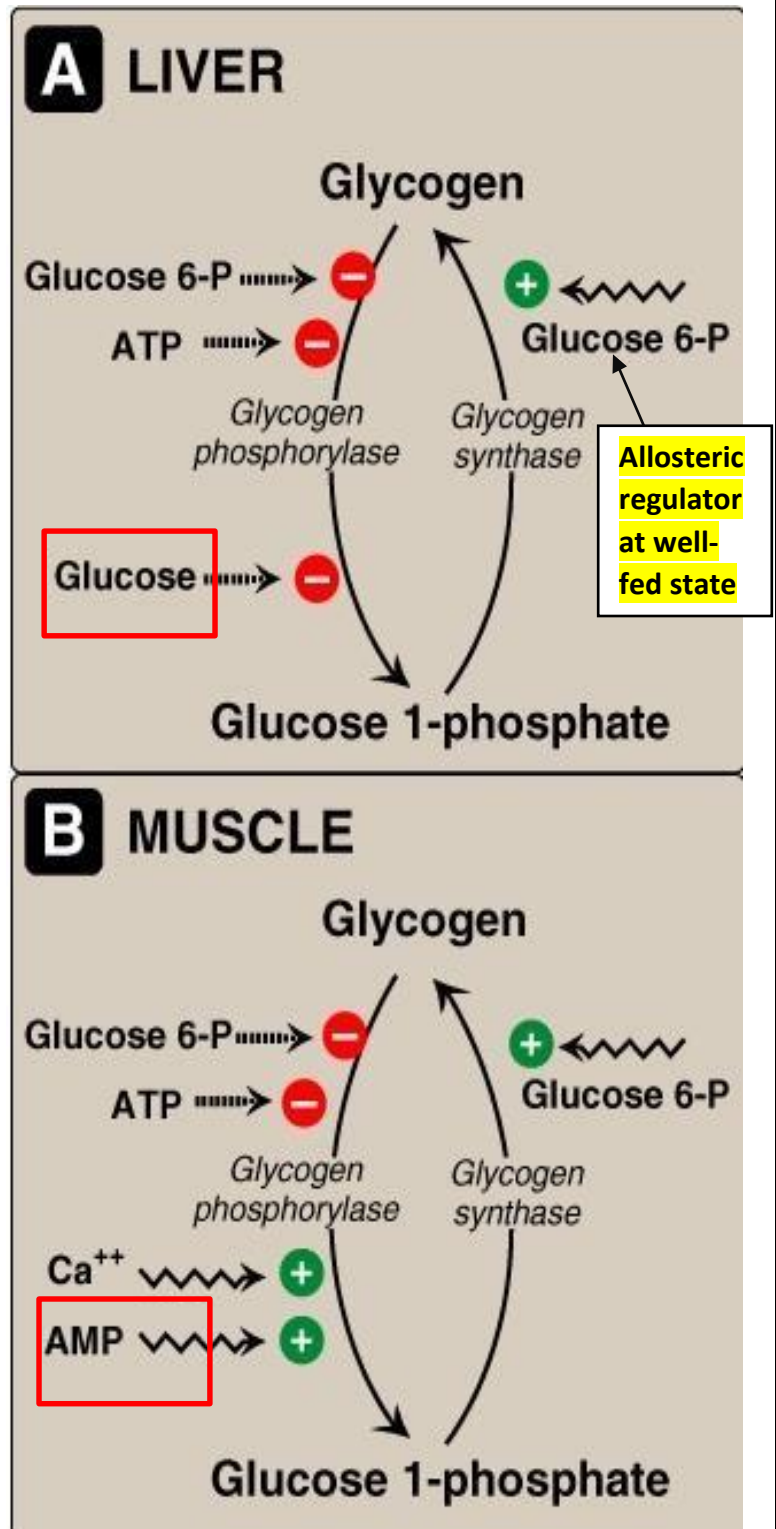 A LIVER
Glycogen
Glucose 6-P
ATP
+
Glucose 6-P
Glycogen
phosphorylase
Glycogen
synthase
Allosteric
regulator
at well-
fed state
Glucose
Glucose 1-phosphate
B MUSCLE
Glycogen
Glucose 6-P
ATP
+
Glucose 6-P
Glycogen
phosphorylase
Glycogen
synthase
Ca++ +
AMP +
Glucose 1-phosphate